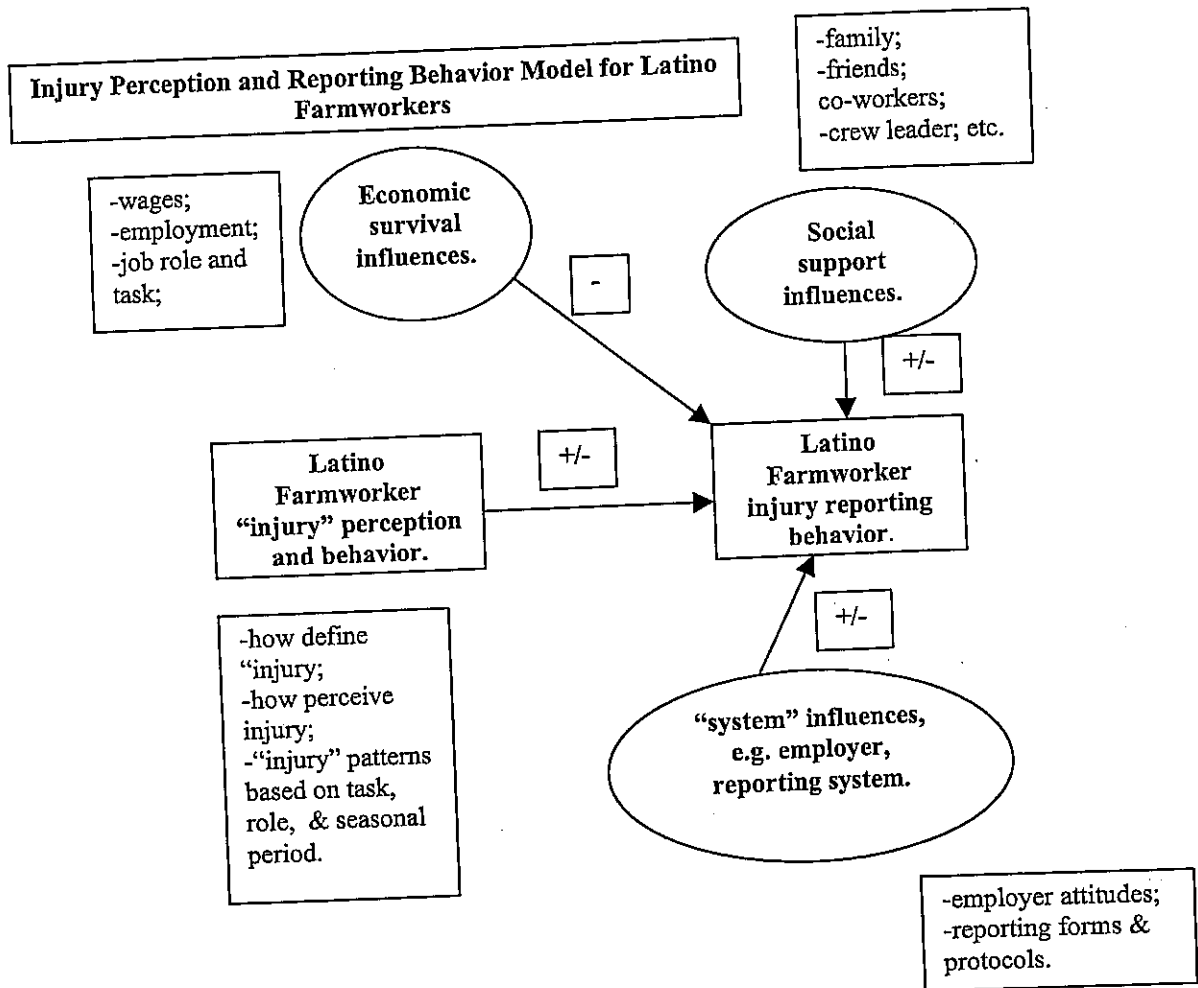 Injury Perception and Reporting Behavior Model for Latino
Farmworkers
-family;
-friends;
co-workers;
-crew leader; etc.
-wages;
-employment;
-job role and
task;
Economic
survival
influences.
-
Social
support
influences.
+/-
Latino
Farmworker
“injury” perception
and behavior.
+/-
Latino
Farmworker
injury reporting
behavior.
-how define
“injury;
-how perceive
injury;
-“injury” patterns
based on task,
role, & seasonal
period.
+/-
“system” influences,
e.g. employer,
reporting system.
-employer attitudes;
-reporting forms &
protocols.